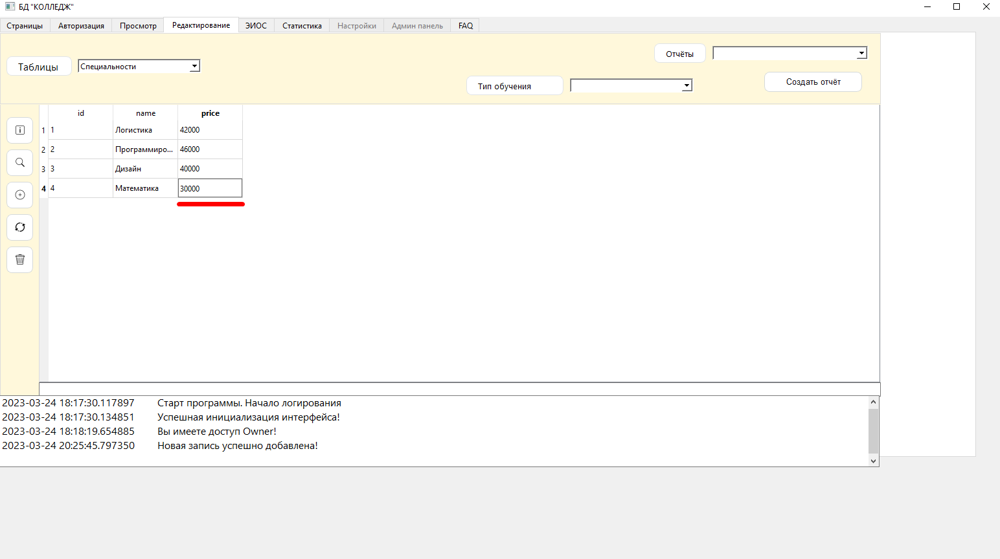 БД "КОЛЛЕДЖ"
Страницы Авторизация Просмотр Редактирование ЭИОС Статистика Настройки Админ панель FAQ
Отчёты
Таблицы Специальности
Тип обучения Создать отчёт
id name price
1 1 Логистика 42000
2 2 Программиро... 46000
3 3 Дизайн 40000
4 4 Математика 30000
2023-03-24 18:17:30.117897 Старт программы. Начало логирования
2023-03-24 18:17:30.134851 Успешная инициализация интерфейса!
2023-03-24 18:18:19.654885 Вы имеете доступ Owner!
2023-03-24 20:25:45.797350 Новая запись успешно добавлена!